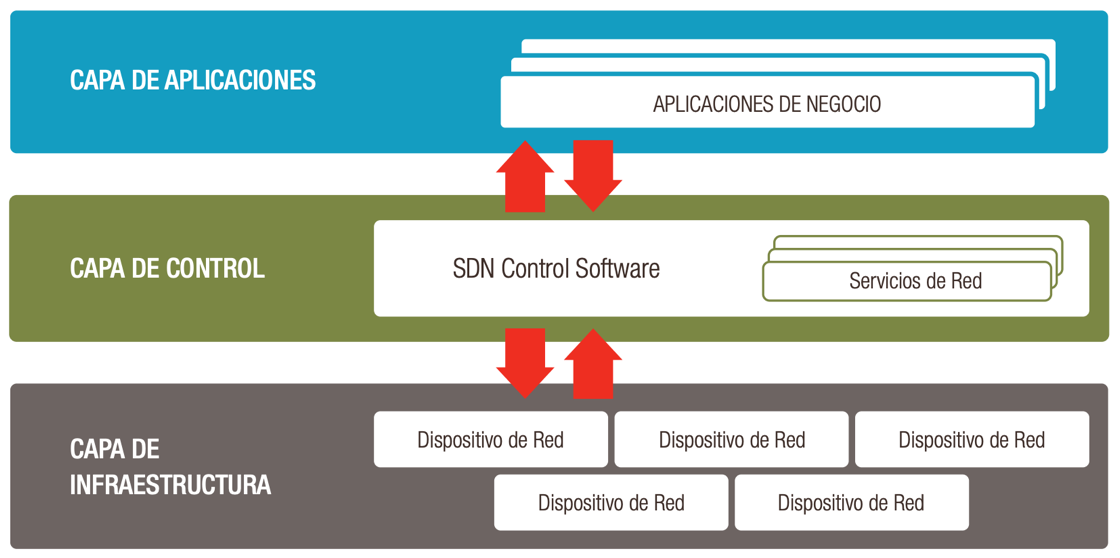 CAPA DE APLICACIONES
APLICACIONES DE NEGOCIO
CAPA DE CONTROL
SDN Control Software
Servicios de Red
CAPA DE
INFRAESTRUCTURA
Dispositivo de Red
Dispositivo de Red
Dispositivo de Red
Dispositivo de Red
Dispositivo de Red